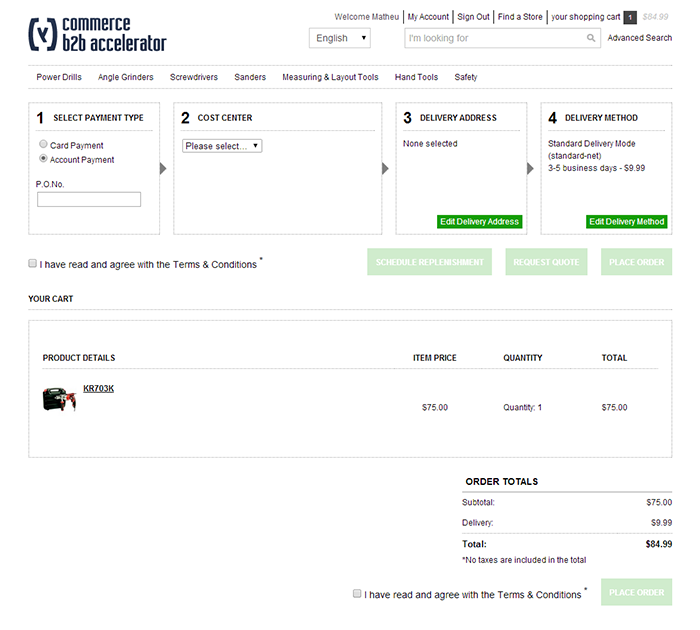 commerce
b2b accelerator
Welcome Matheu My Account Sign Out Find a Store your shopping cart 1 $84.99
English ▼ I'm looking for Advanced Search
Power Drills Angle Grinders Screwdrivers Sanders Measuring & Layout Tools Hand Tools Safety
1 SELECT PAYMENT TYPE
Card Payment
Account Payment
P.O.No.
2 COST CENTER
Please select... ▼
3 DELIVERY ADDRESS
None selected
Edit Delivery Address
4 DELIVERY METHOD
Standard Delivery Mode
(standard-net)
3-5 business days - $9.99
Edit Delivery Method
I have read and agree with the Terms & Conditions *
SCHEDULE REPLENISHMENT REQUEST QUOTE PLACE ORDER
YOUR CART
PRODUCT DETAILS ITEM PRICE QUANTITY TOTAL
KR703K
$75.00 Quantity: 1 $75.00
ORDER TOTALS
Subtotal: $75.00
Delivery: $9.99
Total: $84.99
*No taxes are included in the total
I have read and agree with the Terms & Conditions * PLACE ORDER